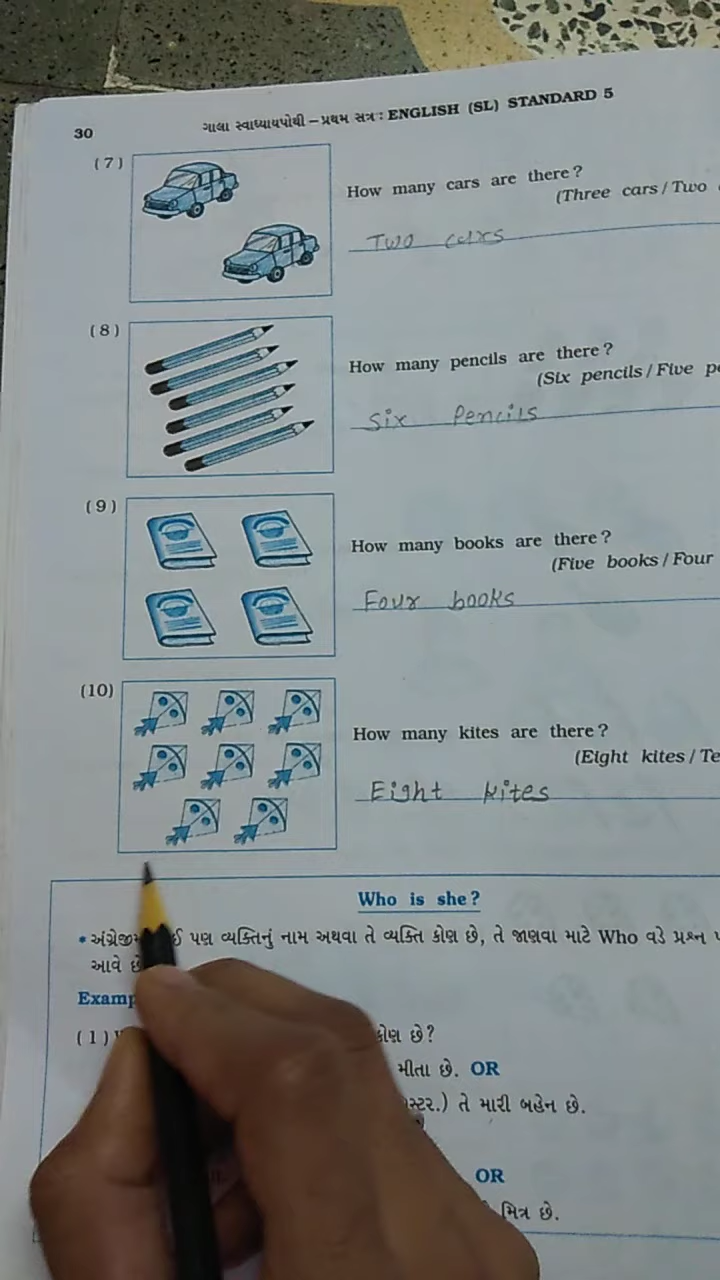 30 ગાલા સ્વાધ્યાયપોથી – પ્રથમ સત્ર : ENGLISH (SL) STANDARD 5
(7)
How many cars are there?
(Three cars / Two
Two cars
(8)
How many pencils are there?
(Six pencils / Five
Six Pencils
(9)
How many books are there?
(Five books / Four
Four books
(10)
How many kites are there?
(Eight kites /
Eight kites
Who is she?
• પણ વ્યક્તિનું નામ અથવા તે વ્યક્તિ કોણ છે, તે જાણવા માટે Who વડે પ્રશ્ન
આવે
(1) કોણ છે?
મીતા છે. OR
તે મારી બહેન છે.
OR
મિત્ર છે.